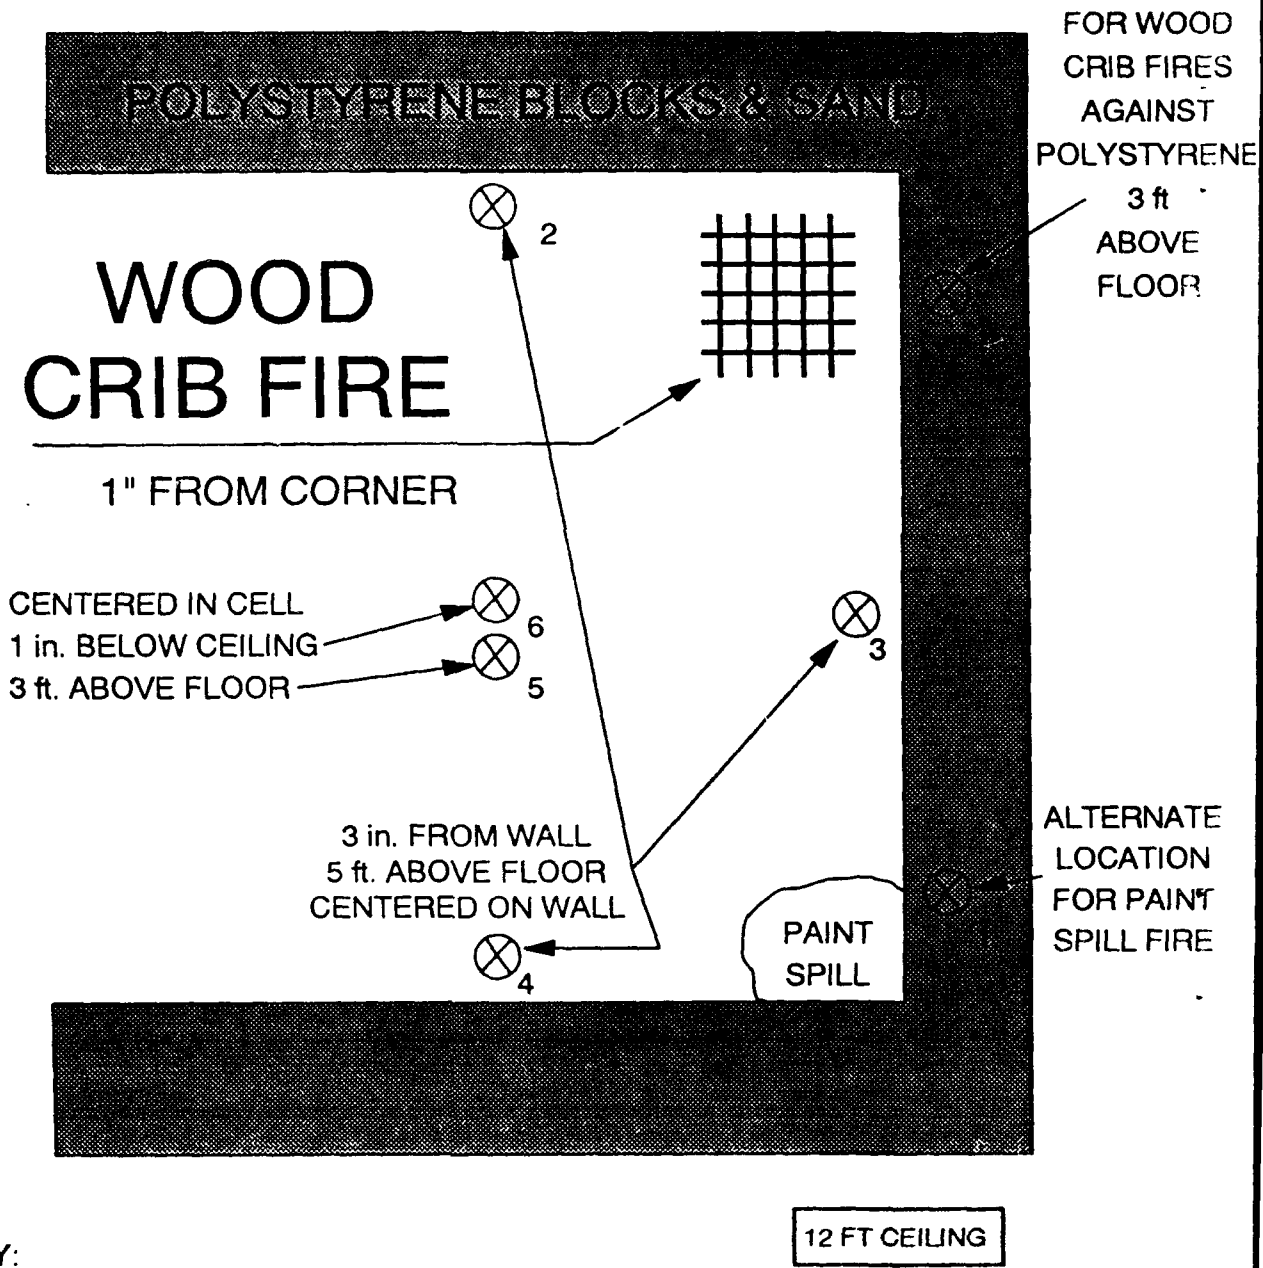 FOR WOOD
CRIB FIRES
AGAINST
POLYSTYRENE
3 ft
ABOVE
FLOOR
POLYSTYRENE BLOCKS & SAND
2
WOOD
CRIB FIRE
1" FROM CORNER
CENTERED IN CELL
1 in. BELOW CEILING
3 ft. ABOVE FLOOR
6
5
3
3 in. FROM WALL
5 ft. ABOVE FLOOR
CENTERED ON WALL
4
PAINT
SPILL
ALTERNATE
LOCATION
FOR PAINT
SPILL FIRE
12 FT CEILING
Y: